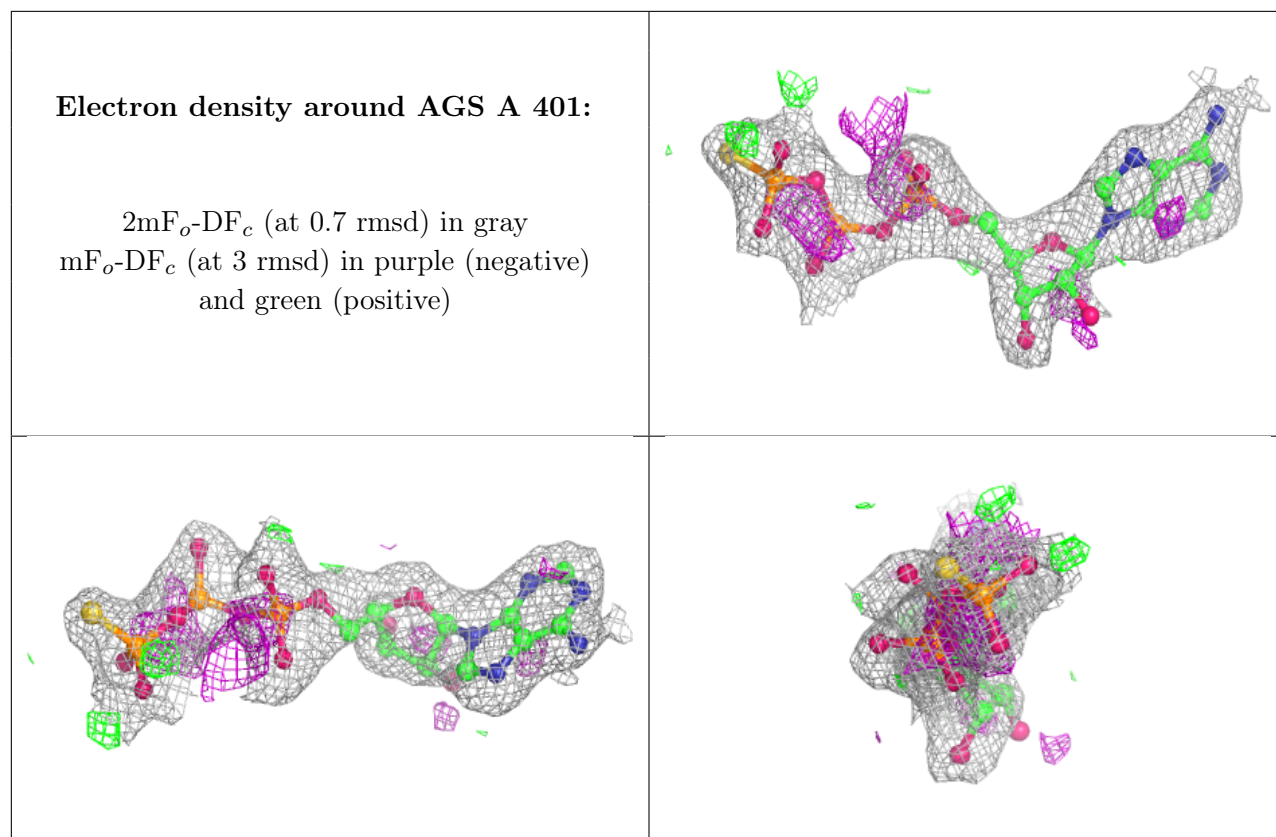 Electron density around AGS A 401:
2mFₒ-DF𝒸 (at 0.7 rmsd) in gray
mFₒ-DF𝒸 (at 3 rmsd) in purple (negative)
and green (positive)